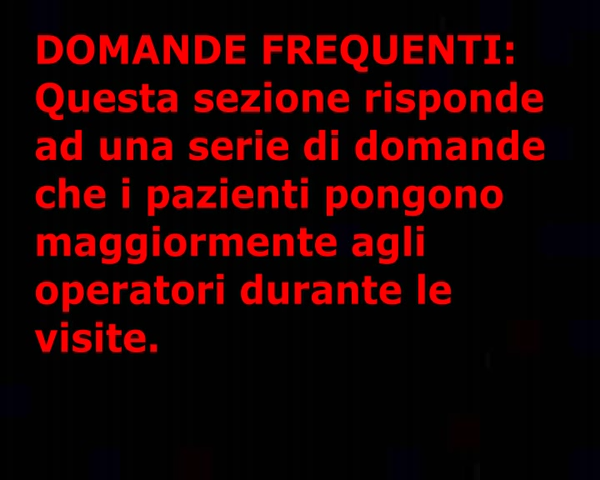 DOMANDE FREQUENTI:
Questa sezione risponde
ad una serie di domande
che i pazienti pongono
maggiormente agli
operatori durante le
visite.